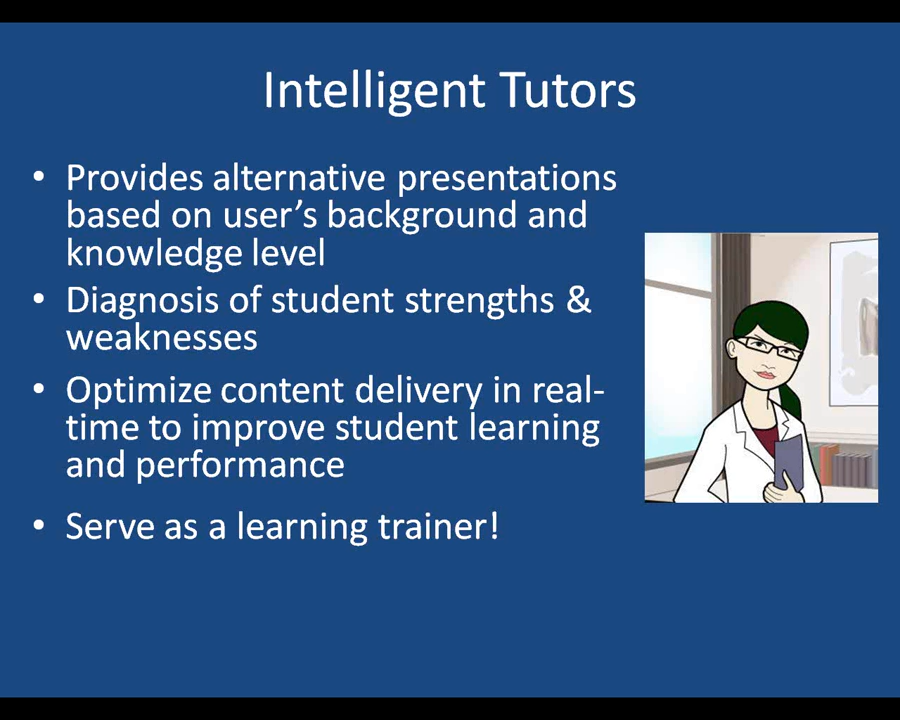 Intelligent Tutors
• Provides alternative presentations
based on user’s background and
knowledge level
• Diagnosis of student strengths &
weaknesses
• Optimize content delivery in real-
time to improve student learning
and performance
• Serve as a learning trainer!